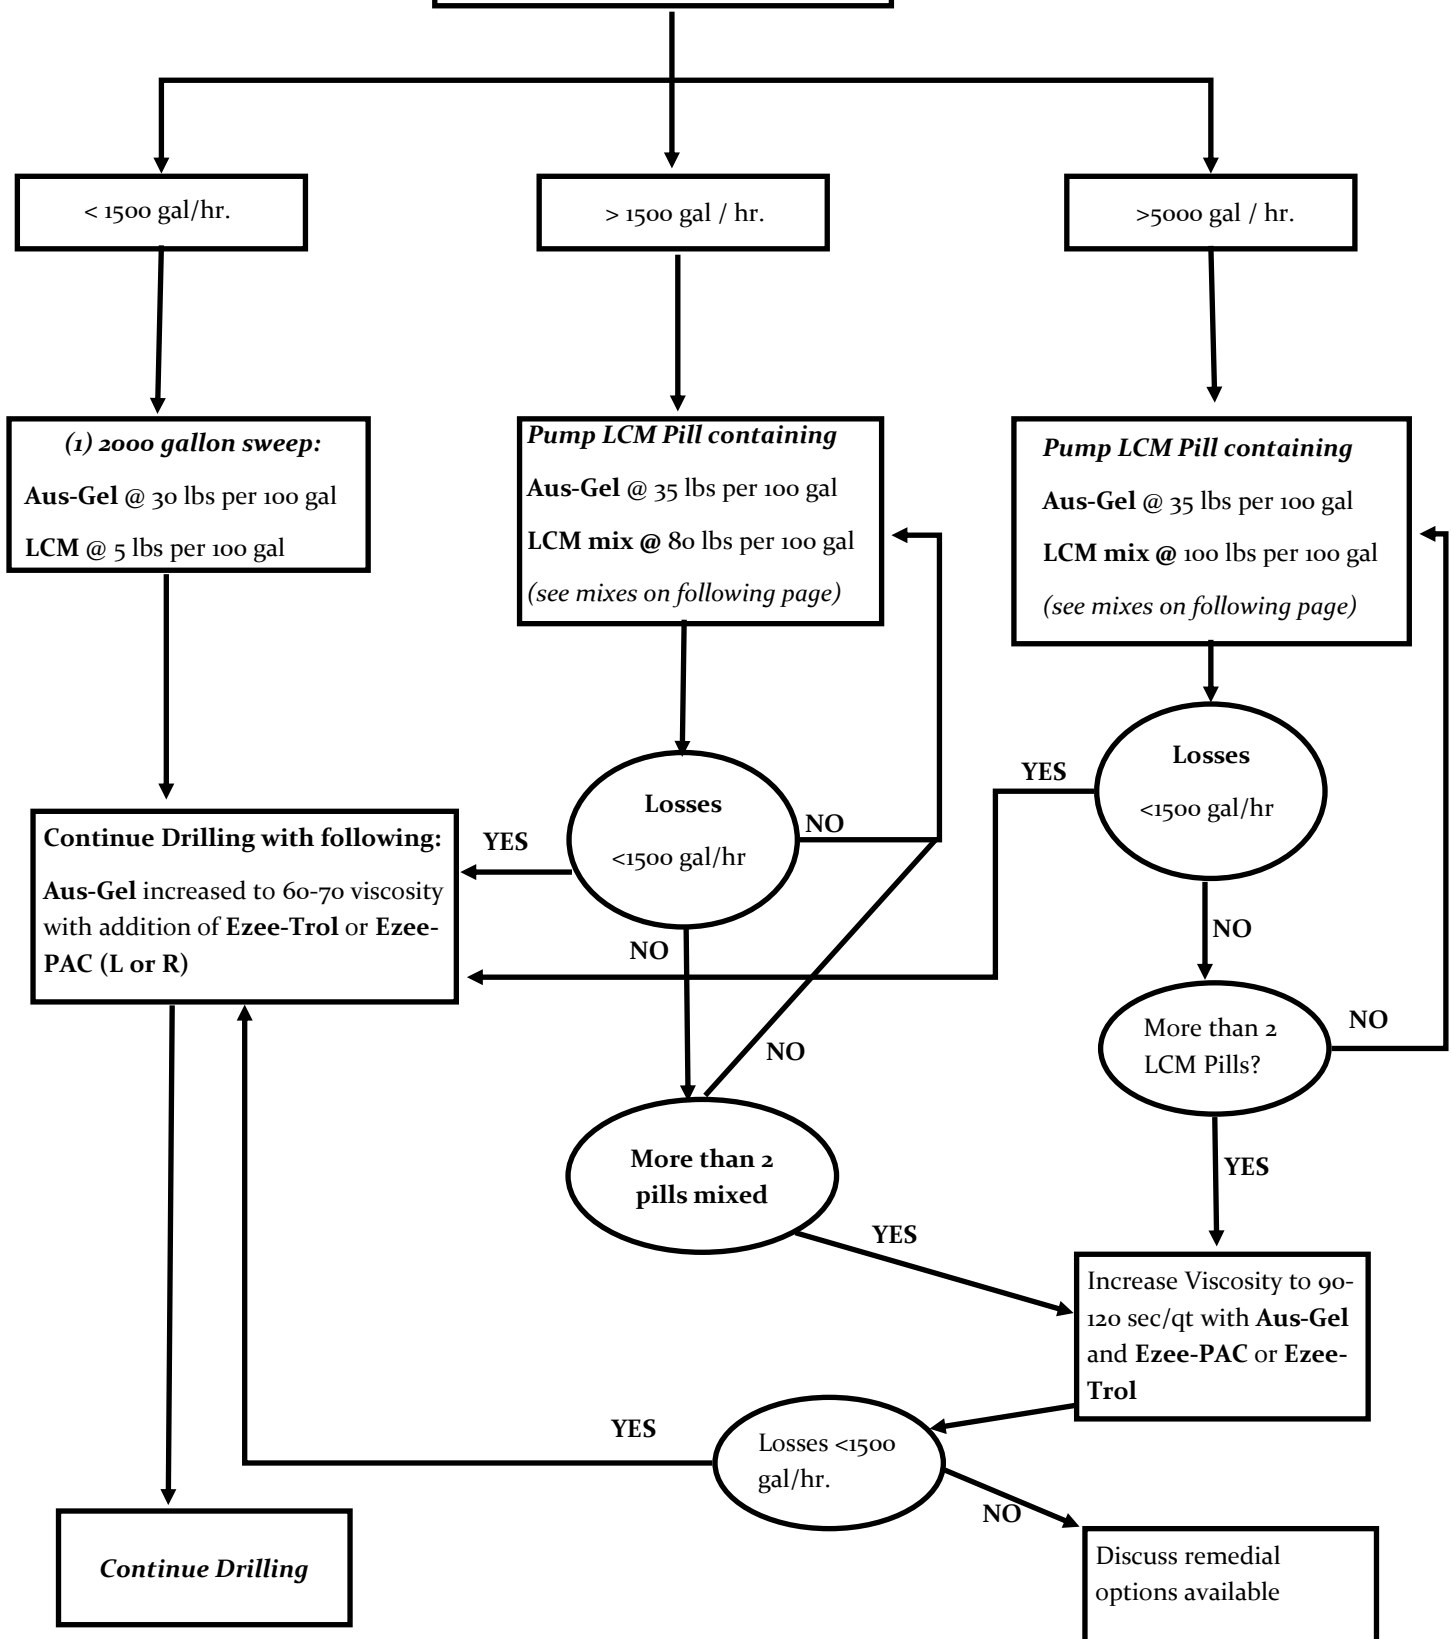 < 1500 gal/hr.
> 1500 gal / hr.
>5000 gal / hr.
(1) 2000 gallon sweep:
Aus-Gel @ 30 lbs per 100 gal
LCM @ 5 lbs per 100 gal
Pump LCM Pill containing
Aus-Gel @ 35 lbs per 100 gal
LCM mix @ 80 lbs per 100 gal
(see mixes on following page)
Pump LCM Pill containing
Aus-Gel @ 35 lbs per 100 gal
LCM mix @ 100 lbs per 100 gal
(see mixes on following page)
Losses
<1500 gal/hr
YES
Losses
<1500 gal/hr
NO
YES
Continue Drilling with following:
Aus-Gel increased to 60-70 viscosity
with addition of Ezee-Trol or Ezee-
PAC (L or R)
NO
NO
More than 2
LCM Pills?
NO
NO
More than 2
pills mixed
YES
YES
Increase Viscosity to 90-
120 sec/qt with Aus-Gel
and Ezee-PAC or Ezee-
Trol
YES
Losses <1500
gal/hr.
NO
Continue Drilling
Discuss remedial
options available